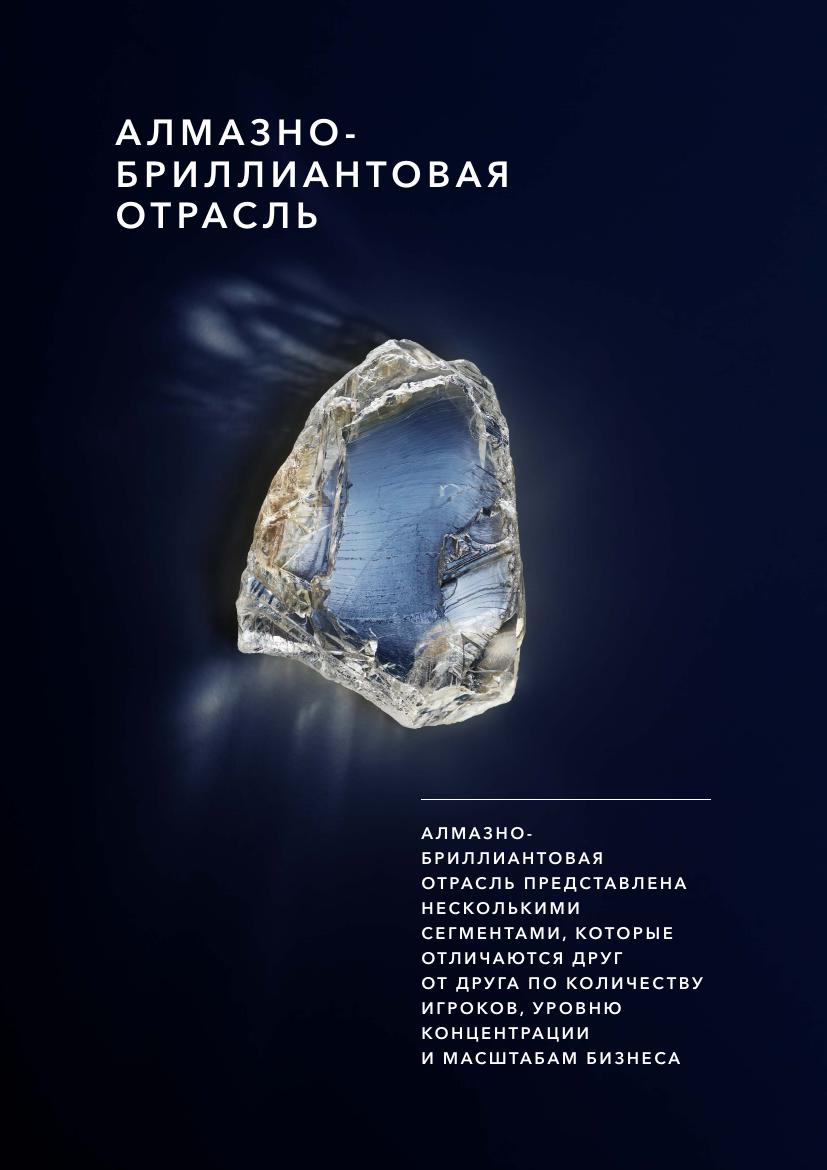 АЛМАЗНО-
БРИЛЛИАНТОВАЯ
ОТРАСЛЬ
АЛМАЗНО-
БРИЛЛИАНТОВАЯ
ОТРАСЛЬ ПРЕДСТАВЛЕНА
НЕСКОЛЬКИМИ
СЕГМЕНТАМИ, КОТОРЫЕ
ОТЛИЧАЮТСЯ ДРУГ
ОТ ДРУГА ПО КОЛИЧЕСТВУ
ИГРОКОВ, УРОВНЮ
КОНЦЕНТРАЦИИ
И МАСШТАБАМ БИЗНЕСА